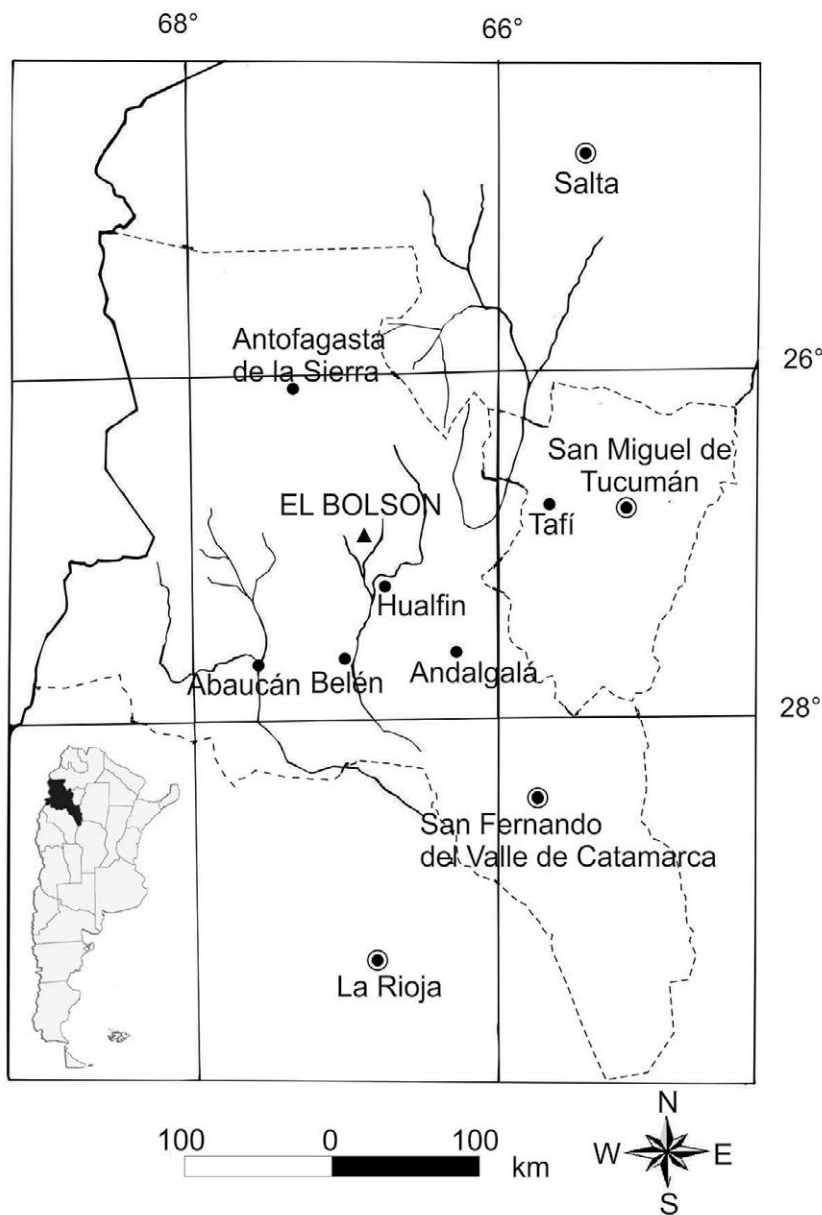 68°
66°
Salta
26°
Antofagasta
de la Sierra
San Miguel de
Tucumán
EL BOLSON
Tafí
Hualfin
Abaucán
Belén
Andalgalá
28°
San Fernando
del Valle de Catamarca
La Rioja
100
0
100
km
N
W
E
S